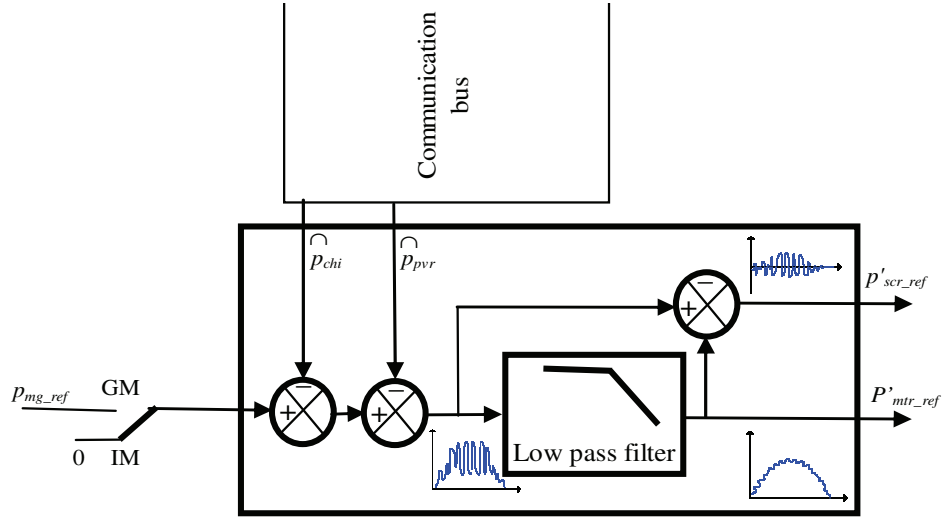 Communication
bus
p̂chi
p̂pvr
p'scr_ref
pmg_ref
GM
P’mtr_ref
0
IM
Low pass filter
−
+
−
+
−
+